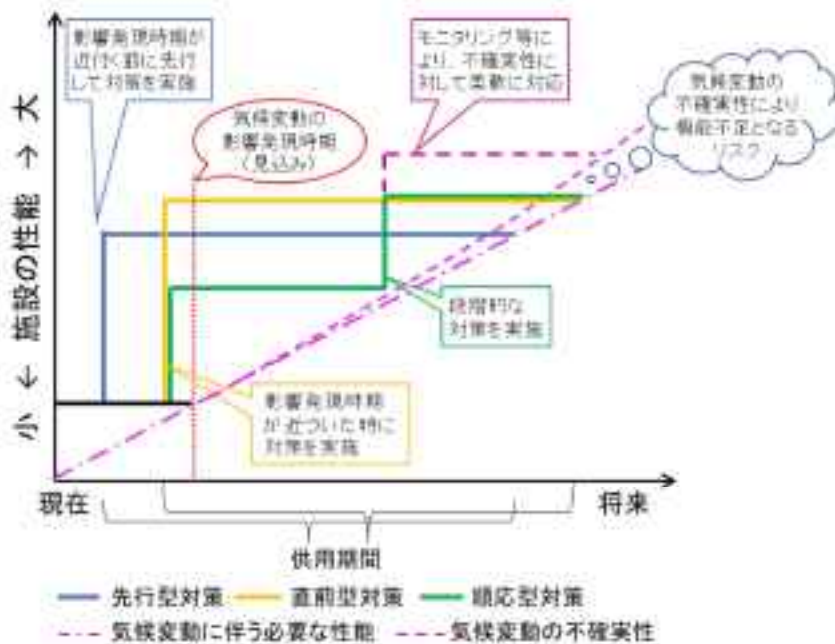 影響発現時期が
近付く前に先行
して対策を実施
モニタリング等に
より、不確実性に
対して柔軟に対応
気候変動の
不確実性により
機能不足となる
リスク
気候変動の
影響発現時期
(見込み)
小 ← 施設の性能 → 大
段階的な
対策を実施
影響発現時期
が近づいた時に
対策を実施
現在
将来
供用期間
先行型対策
直前型対策
順応型対策
気候変動に伴う必要な性能
気候変動の不確実性